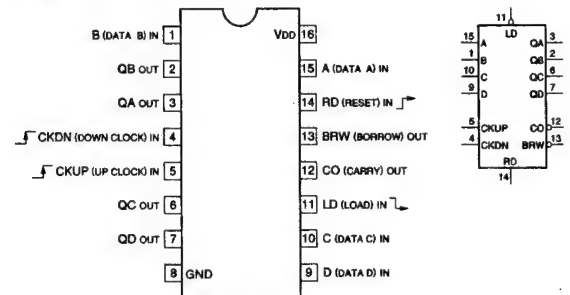 B (DATA B) IN 1
QB OUT 2
QA OUT 3
CKDN (DOWN CLOCK) IN 4
CKUP (UP CLOCK) IN 5
QC OUT 6
QD OUT 7
8 GND
VDD 16
15 A (DATA A) IN
14 RD (RESET) IN
13 BRW (BORROW) OUT
12 CO (CARRY) OUT
11 LD (LOAD) IN
10 C (DATA C) IN
9 D (DATA D) IN
11
LD
15 A QA 3
1 B QB 2
10 C QC 6
9 D QD 7
5 CKUP CO 12
4 CKDN BRW 13
RD
14